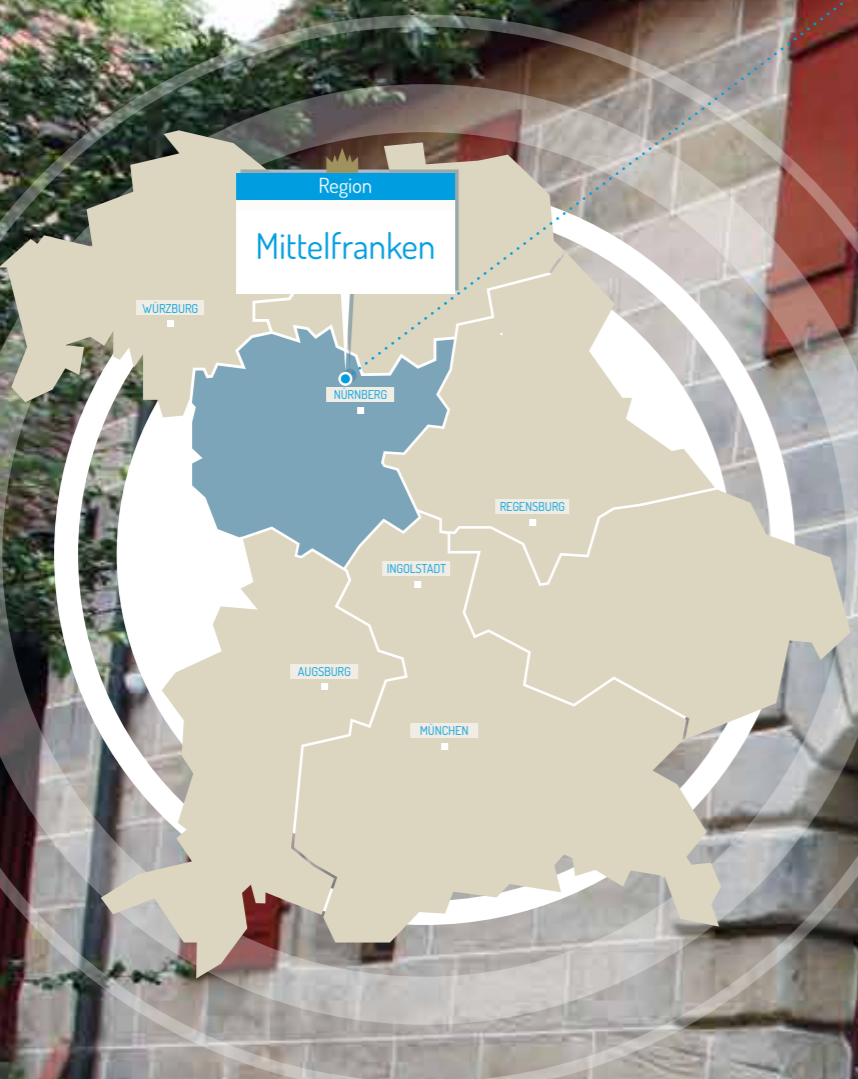 Region
Mittelfranken
WÜRZBURG
NÜRNBERG
REGENSBURG
INGOLSTADT
AUGSBURG
MÜNCHEN